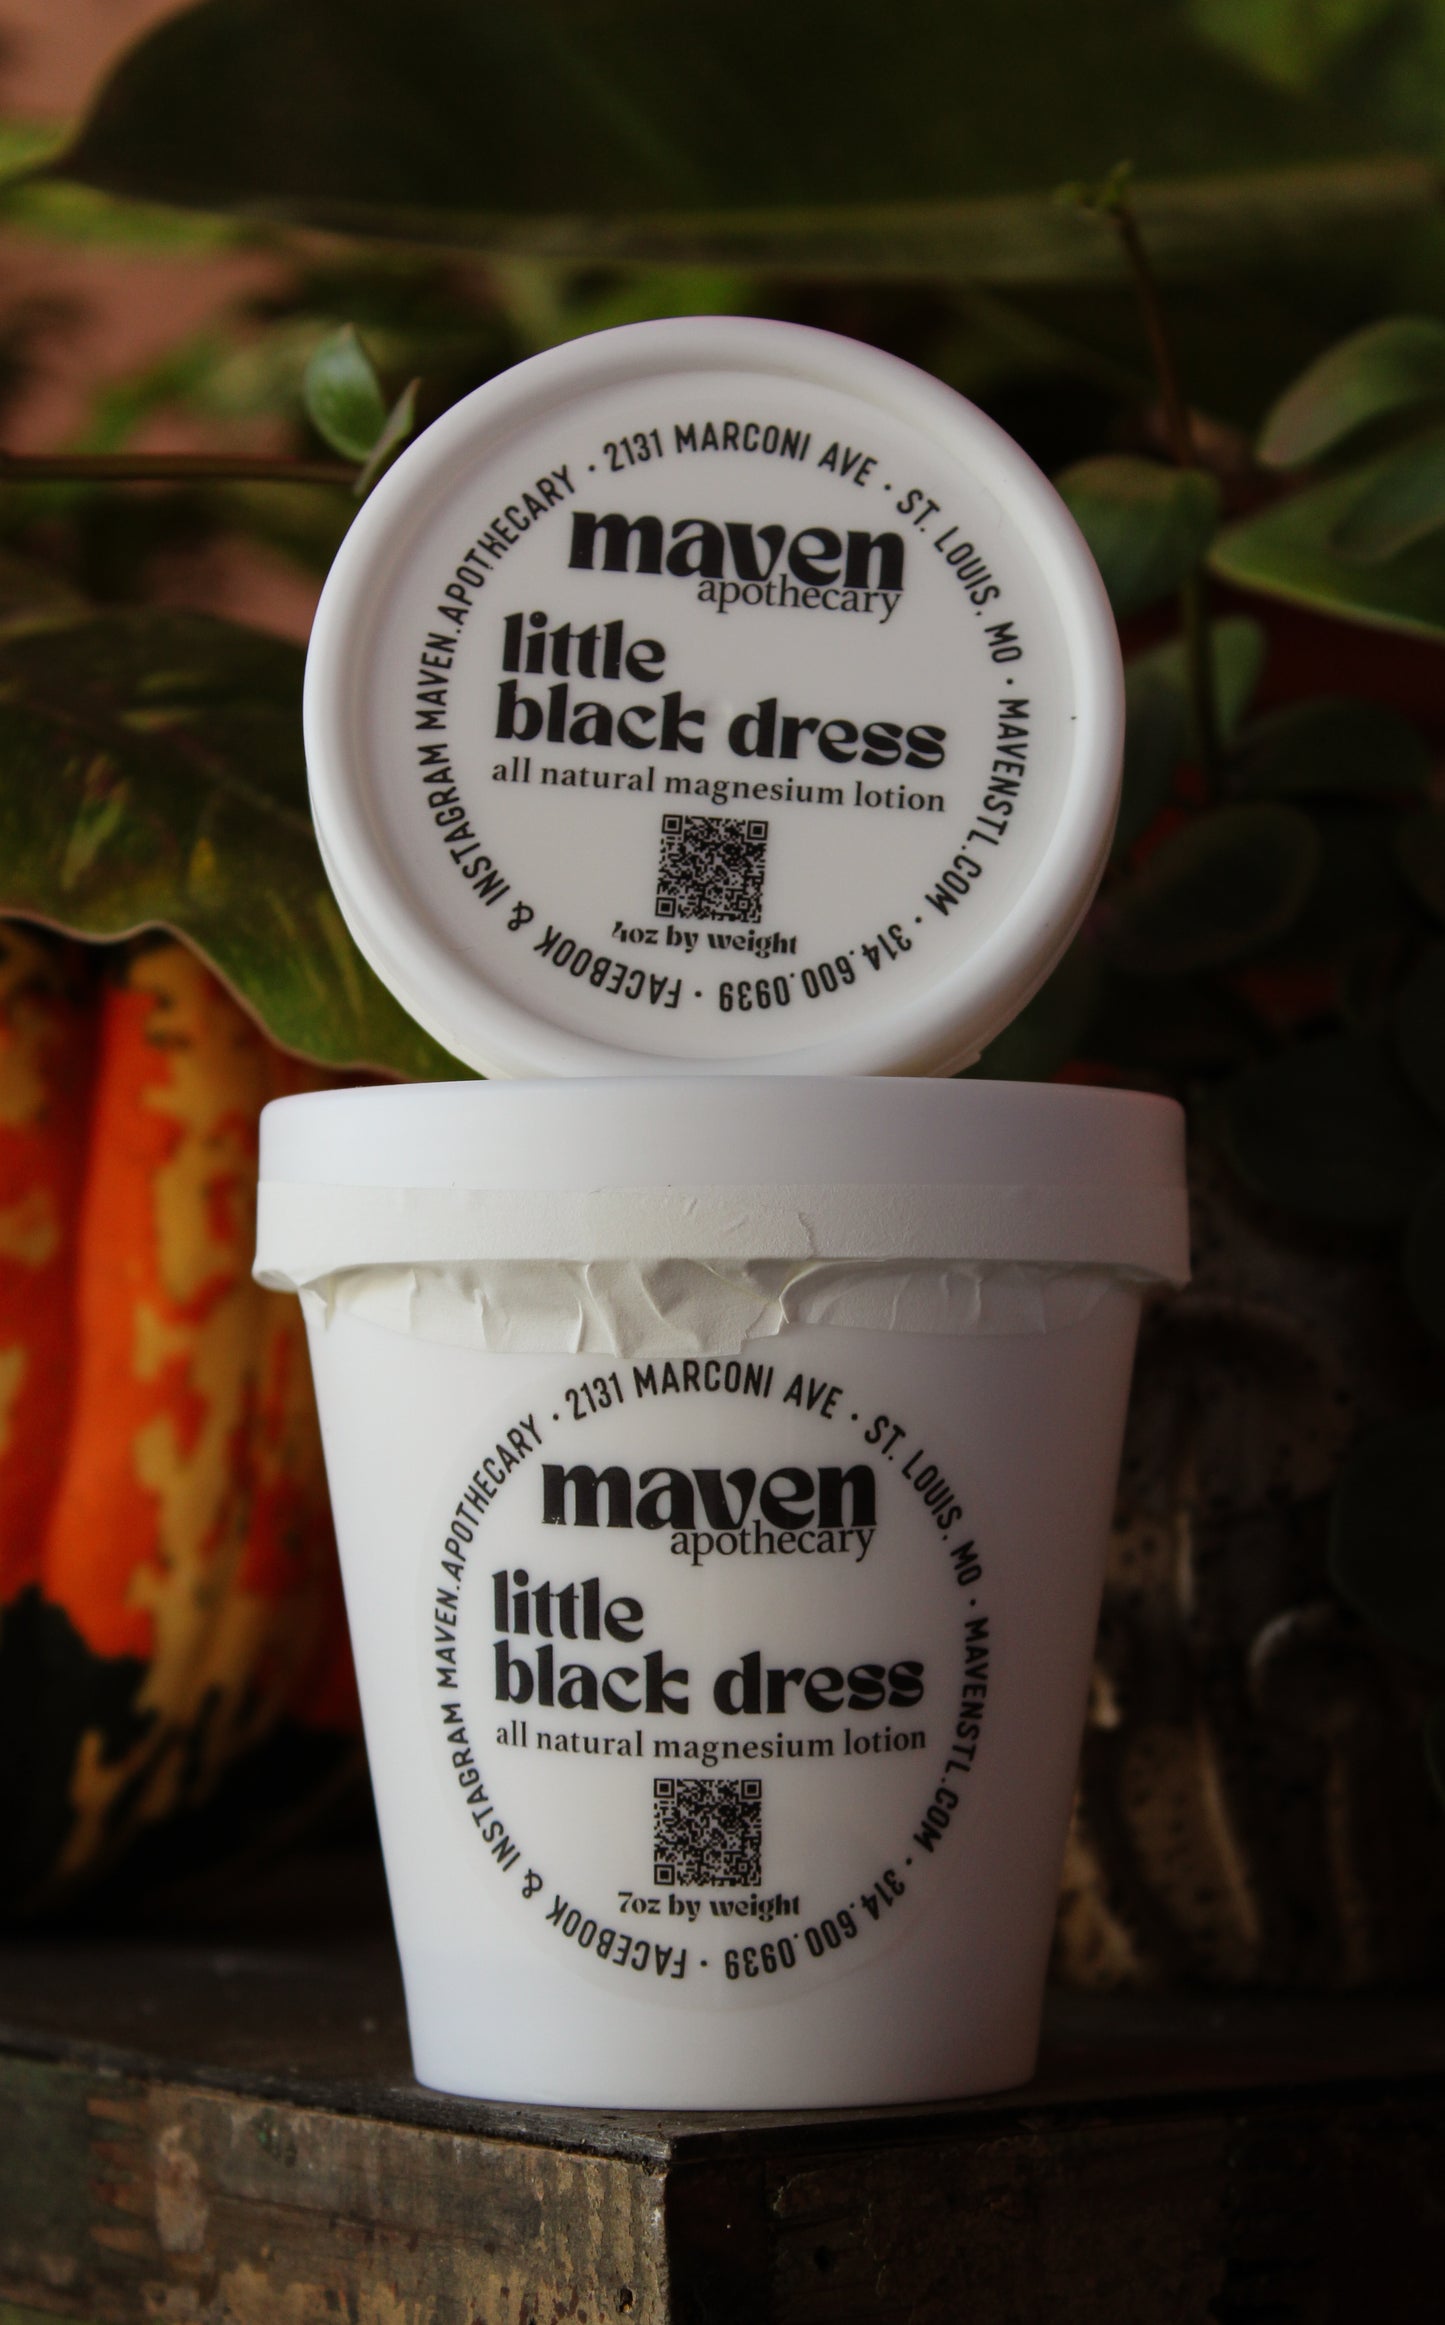 2131 MARCONI AVE · ST. LOUIS, MO · MAVENSTL.COM · 314.600.0939 · FACEBOOK & INSTAGRAM MAVEN.APOTHECARY ·
maven
apothecary
little
black dress
all natural magnesium lotion
4oz by weight
2131 MARCONI AVE · ST. LOUIS, MO · MAVENSTL.COM · 314.600.0939 · FACEBOOK & INSTAGRAM MAVEN.APOTHECARY ·
maven
apothecary
little
black dress
all natural magnesium lotion
7oz by weight